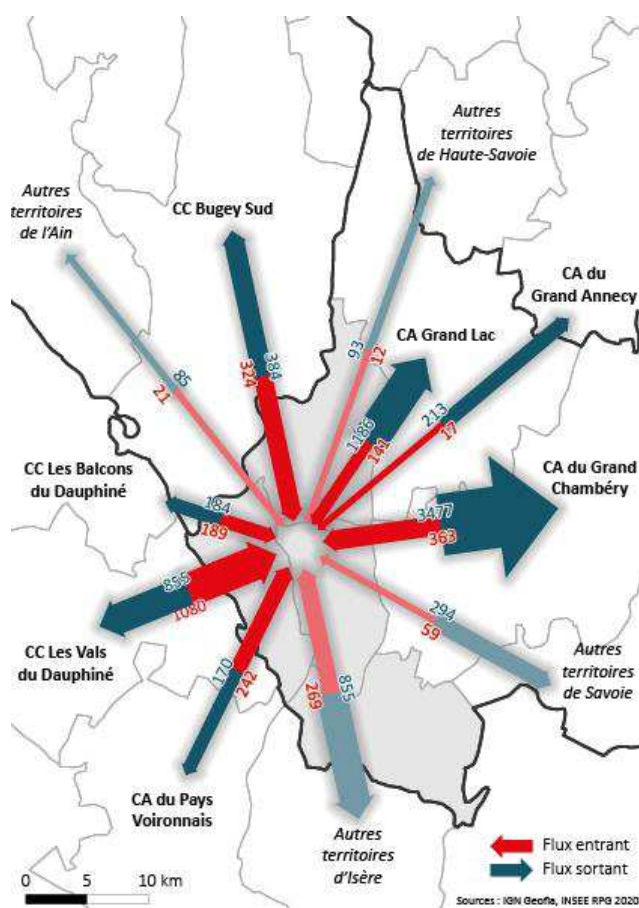 Autres
territoires
de Haute-Savoie
Autres
territoires
de l'Ain
CC Bugey Sud
CA du
Grand Annecy
CA Grand Lac
93
12
85
21
384
324
1186
141
213
17
CC Les Balcons
du Dauphiné
CA du Grand
Chambéry
184
189
3477
363
855
1080
294
59
CC Les Vals
du Dauphiné
170
242
855
269
Autres
territoires
de Savoie
CA du Pays
Voironnais
Autres
territoires
d'Isère
Flux entrant
Flux sortant
0 5 10 km
Sources : IGN Geofla, INSEE RPG 2020